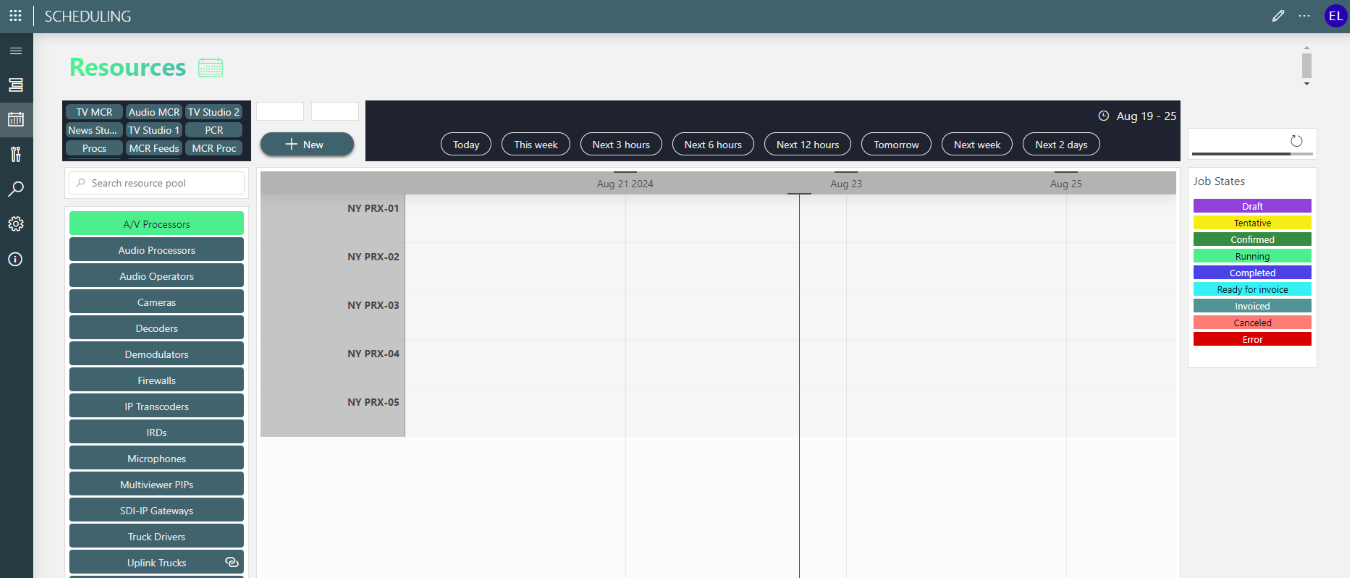 SCHEDULING
EL
Resources
TV MCR Audio MCR TV Studio 2
News Stu... TV Studio 1 PCR
Procs MCR Feeds MCR Proc
New
Aug 19 - 25
Today This week Next 3 hours Next 6 hours Next 12 hours Tomorrow Next week Next 2 days
Search resource pool
A/V Processors
Audio Processors
Audio Operators
Cameras
Decoders
Demodulators
Firewalls
IP Transcoders
IRDs
Microphones
Multiviewer PIPs
SDI-IP Gateways
Truck Drivers
Uplink Trucks
Aug 21 2024 Aug 23 Aug 25
NY PRX-01
NY PRX-02
NY PRX-03
NY PRX-04
NY PRX-05
Job States
Draft
Tentative
Confirmed
Running
Completed
Ready for invoice
Invoiced
Canceled
Error